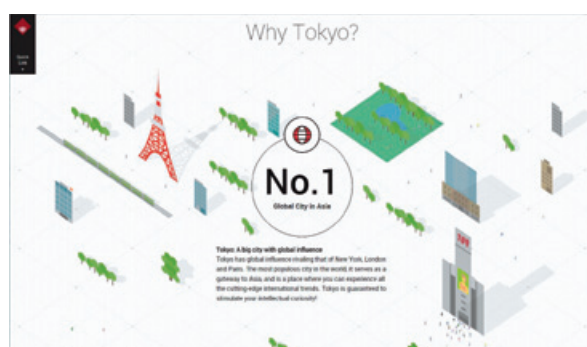 Why Tokyo?
Quick
Link
No.1
Global City in Asia
Tokyo: A big city with global influence
Tokyo has global influence rivaling that of New York, London
and Paris. The most populous city in the world, it serves as a
gateway to Asia, and is a place where you can experience all
the cutting-edge international trends. Tokyo is guaranteed to
stimulate your intellectual curiosity!